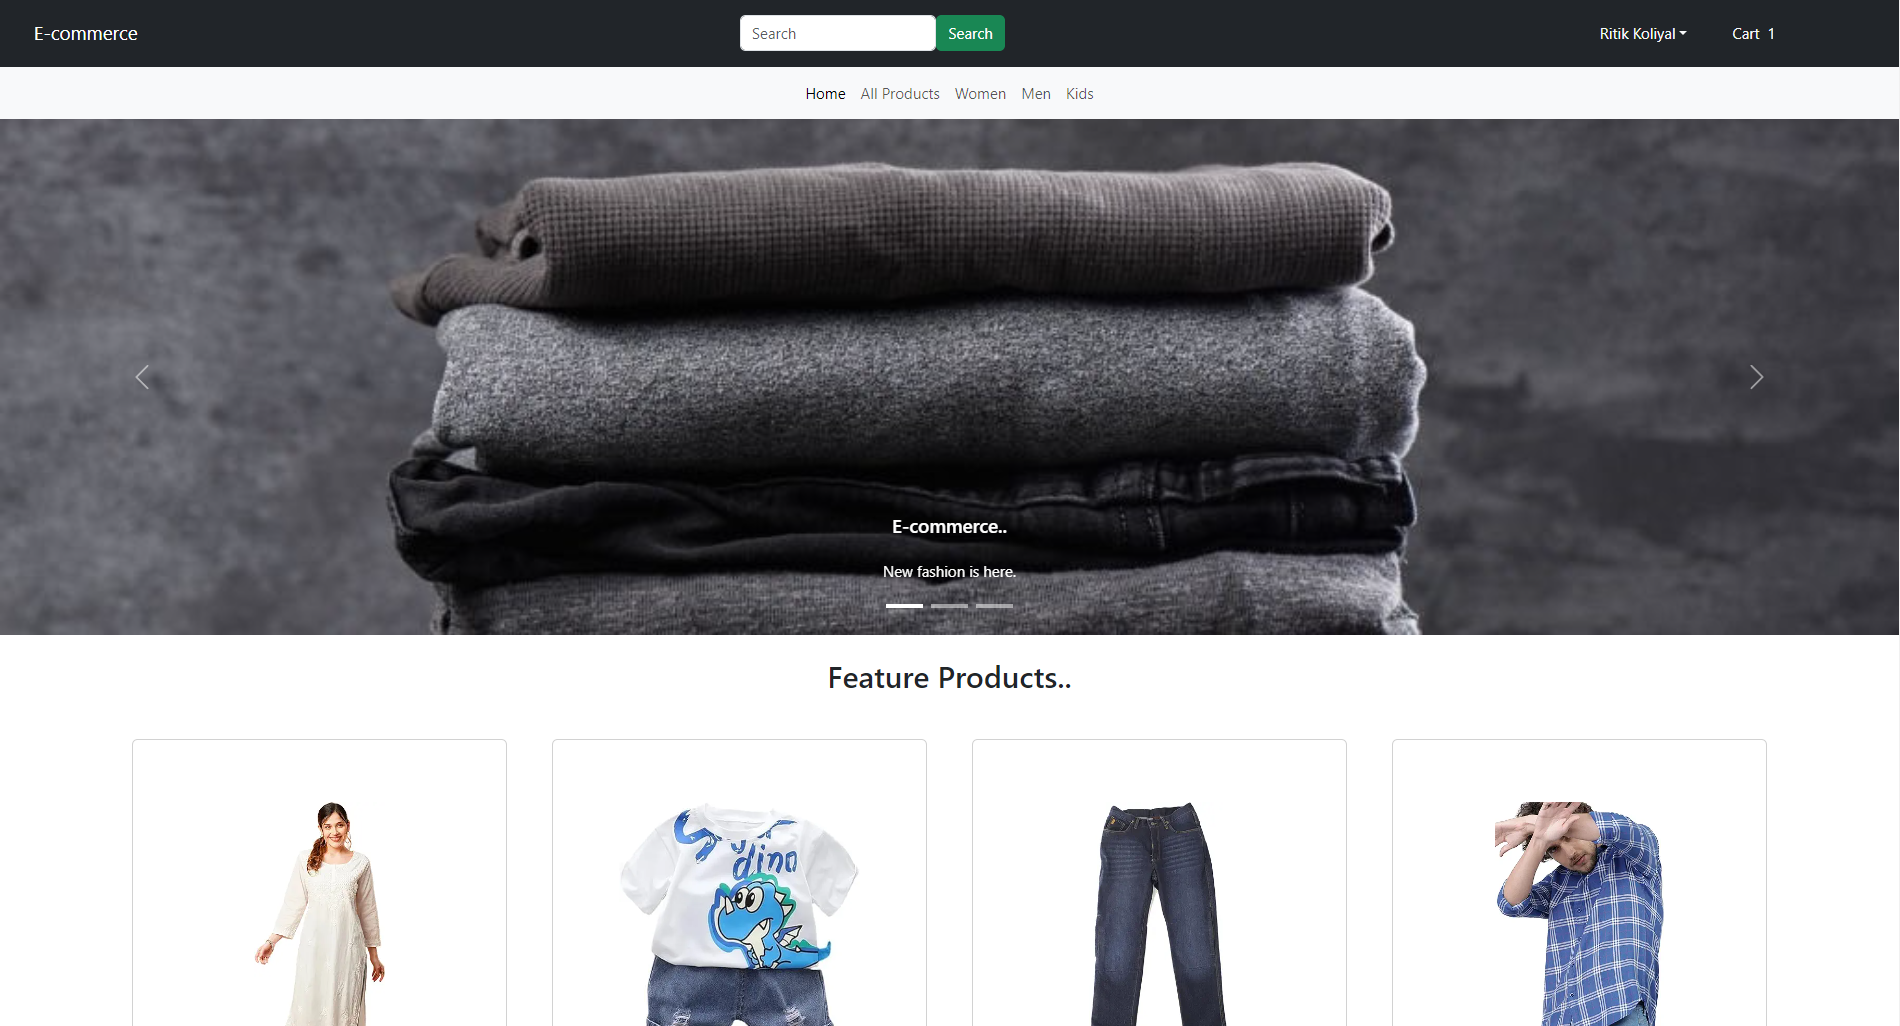 E-commerce
Search Search
Ritik Koliyal Cart 1
Home All Products Women Men Kids
E-commerce..
New fashion is here.
Feature Products..
dino